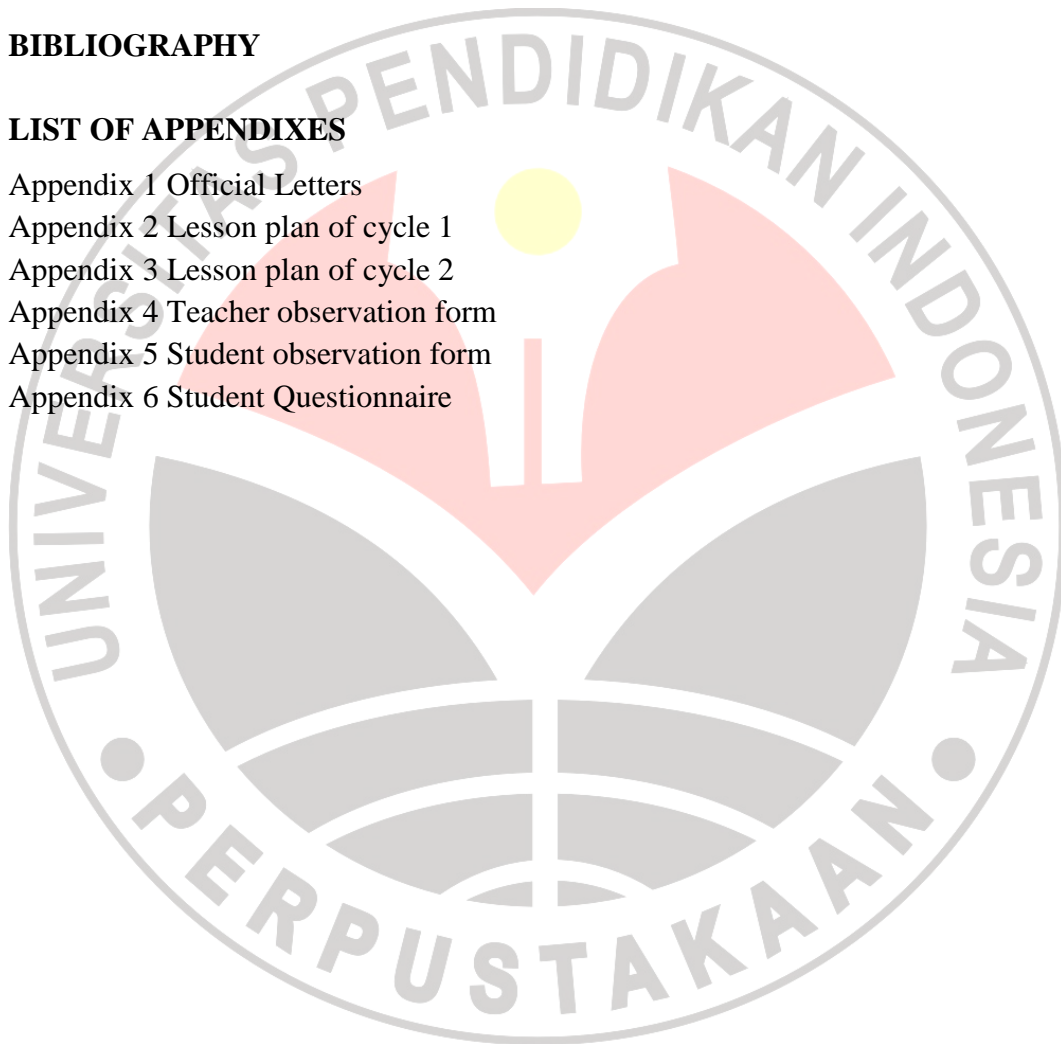 BIBLIOGRAPHY
LIST OF APPENDIXES
Appendix 1 Official Letters
Appendix 2 Lesson plan of cycle 1
Appendix 3 Lesson plan of cycle 2
Appendix 4 Teacher observation form
Appendix 5 Student observation form
Appendix 6 Student Questionnaire
UNIVERSITAS PENDIDIKAN INDONESIA
PERPUSTAKAAN